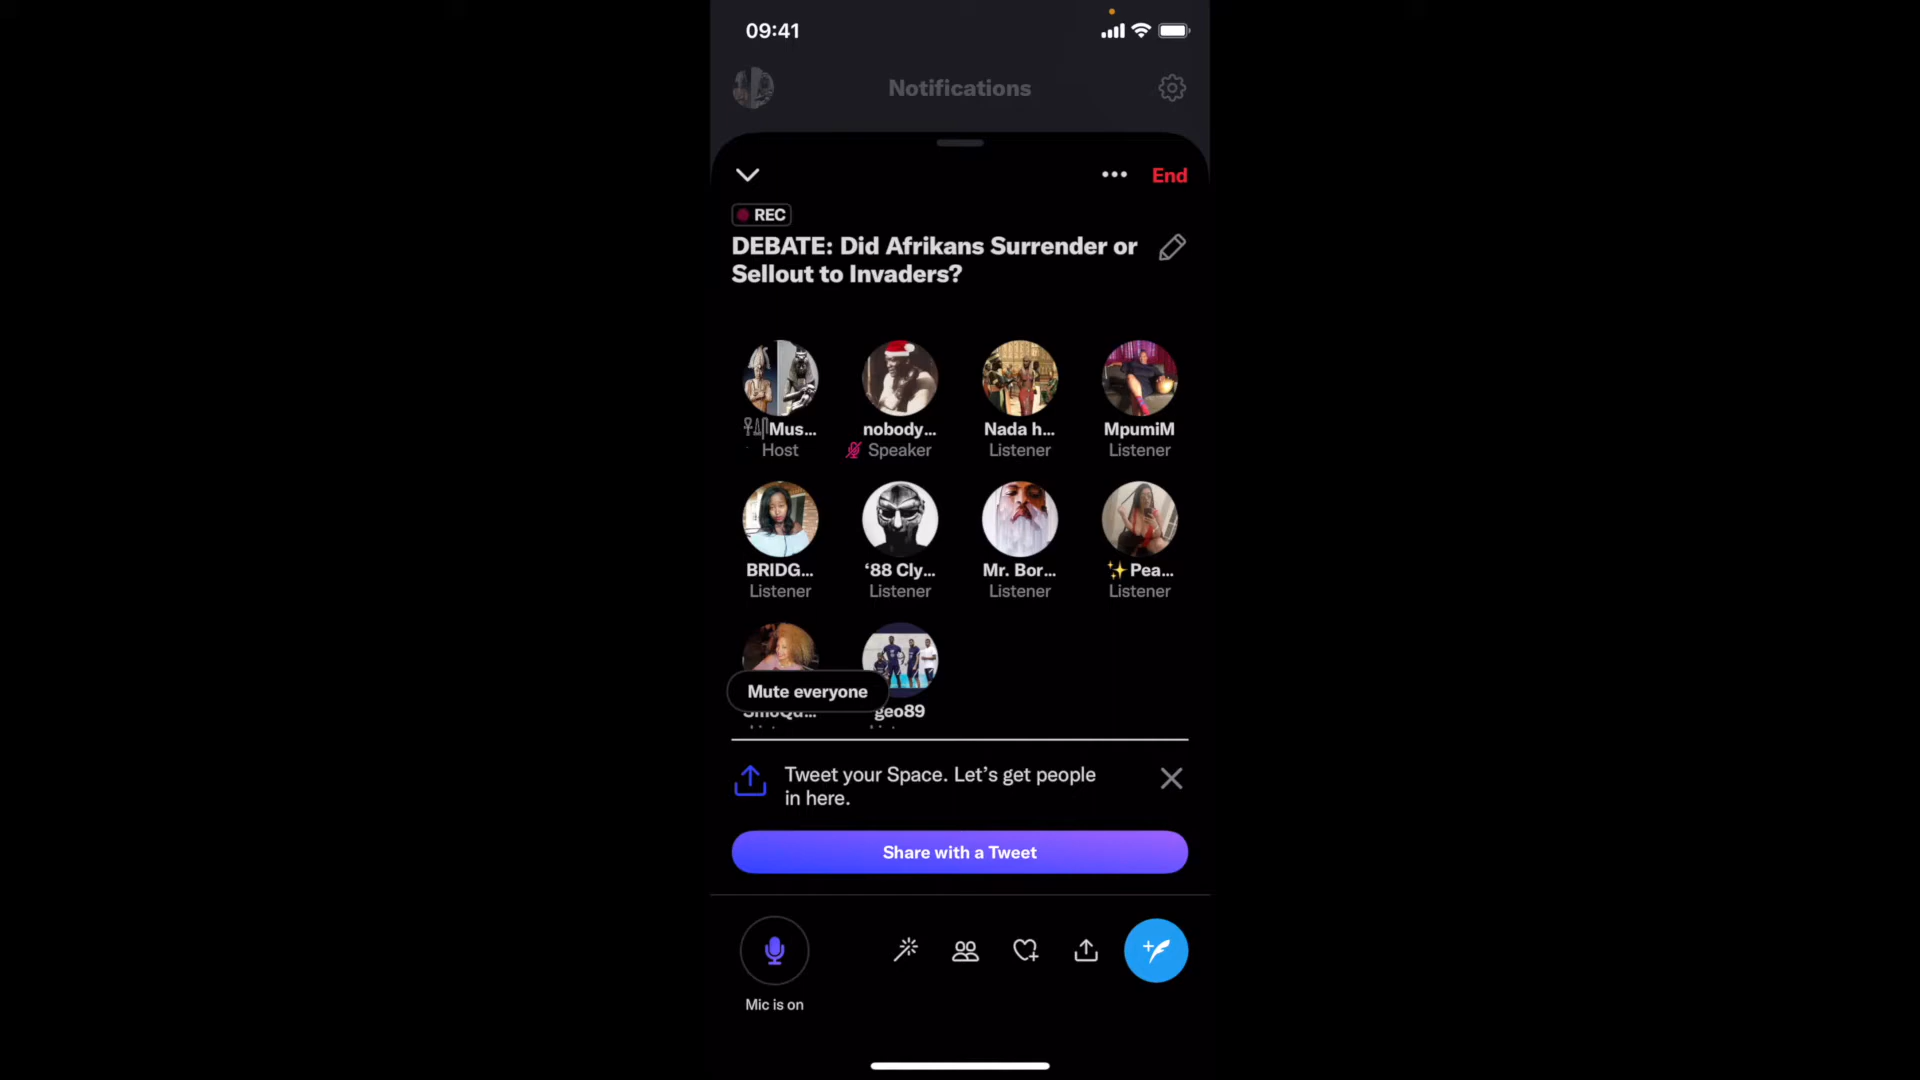 09:41
Notifications
End
REC
DEBATE: Did Afrikans Surrender or
Sellout to Invaders?
Mus... nobody... Nada h... MpumiM
Host Speaker Listener Listener
BRIDG... ‘88 Cly... Mr. Bor... ✨Pea...
Listener Listener Listener Listener
Mute everyone
geo89
Tweet your Space. Let’s get people
in here.
Share with a Tweet
Mic is on